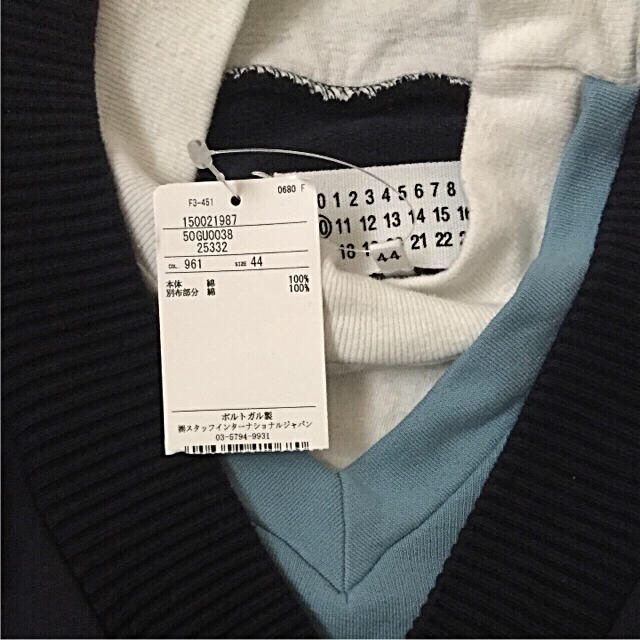 F3-451 0680 F
150021987
50GU0038
25332
COL. 961 SIZE 44
本体 綿 100%
別布部分 綿 100%
ポルトガル製
㈱スタッフインターナショナルジャパン
03-5794-9931
0 1 2 3 4 5 6 7 8
11 12 13 14 15
18 19 21 22
44